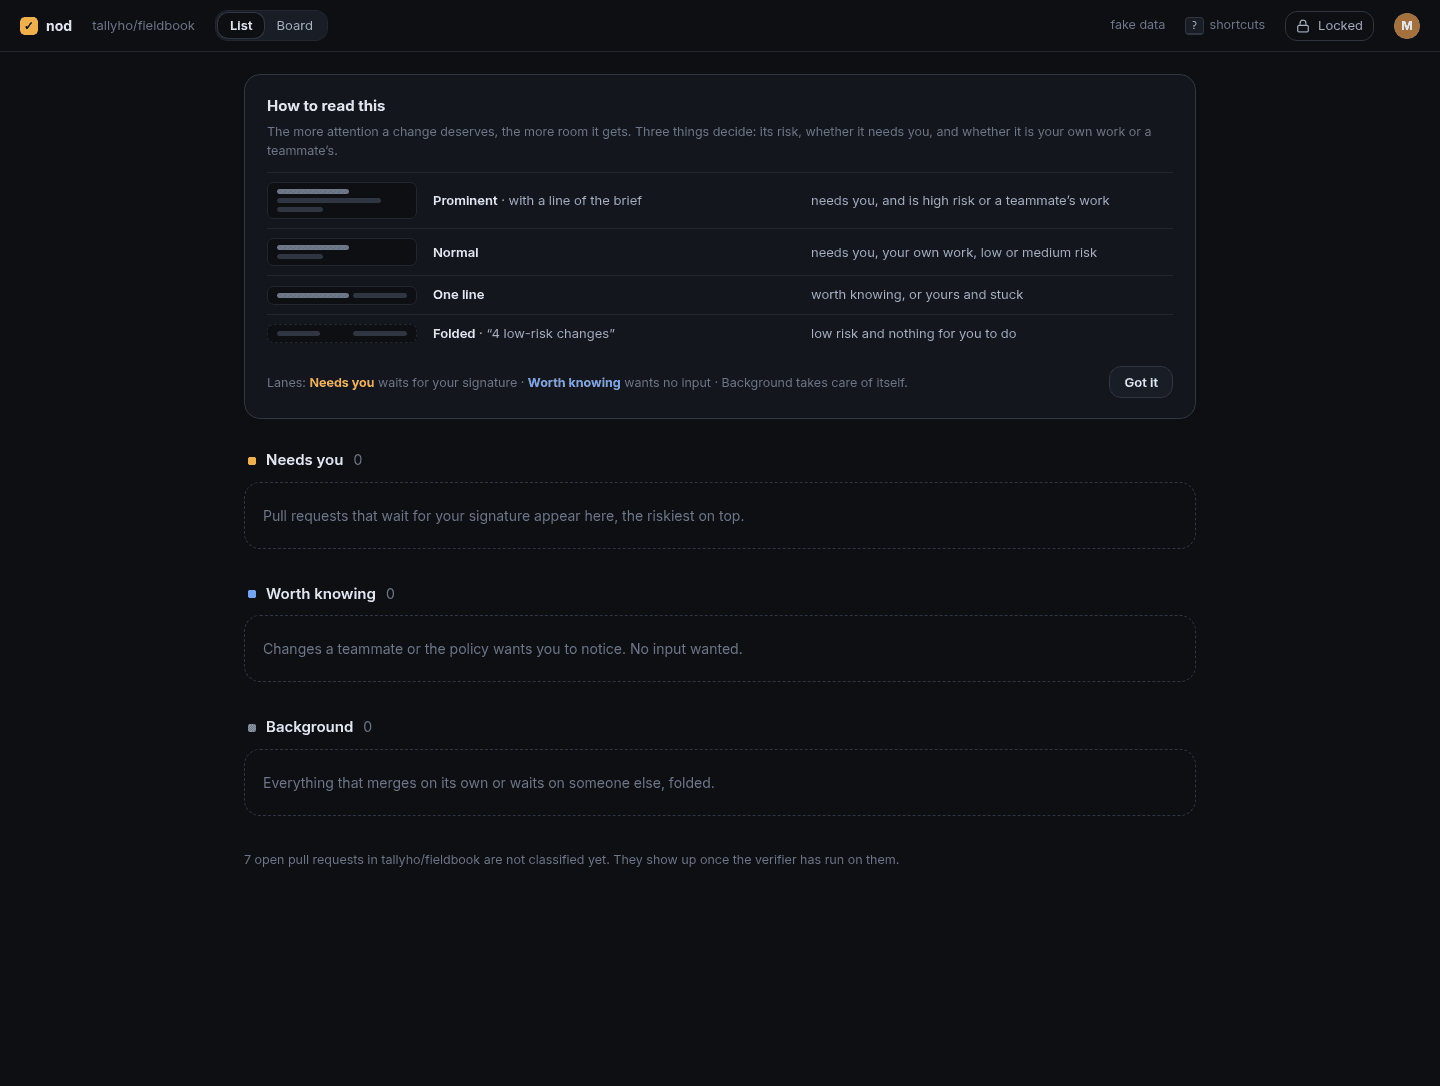 ✓ nod tallyho/fieldbook List Board fake data ? shortcuts Locked M
How to read this
The more attention a change deserves, the more room it gets. Three things decide: its risk, whether it needs you, and whether it is your own work or a
teammate’s.
Prominent · with a line of the brief needs you, and is high risk or a teammate’s work
Normal needs you, your own work, low or medium risk
One line worth knowing, or yours and stuck
Folded · “4 low-risk changes” low risk and nothing for you to do
Lanes: Needs you waits for your signature · Worth knowing wants no input · Background takes care of itself. Got it
Needs you 0
Pull requests that wait for your signature appear here, the riskiest on top.
Worth knowing 0
Changes a teammate or the policy wants you to notice. No input wanted.
Background 0
Everything that merges on its own or waits on someone else, folded.
7 open pull requests in tallyho/fieldbook are not classified yet. They show up once the verifier has run on them.